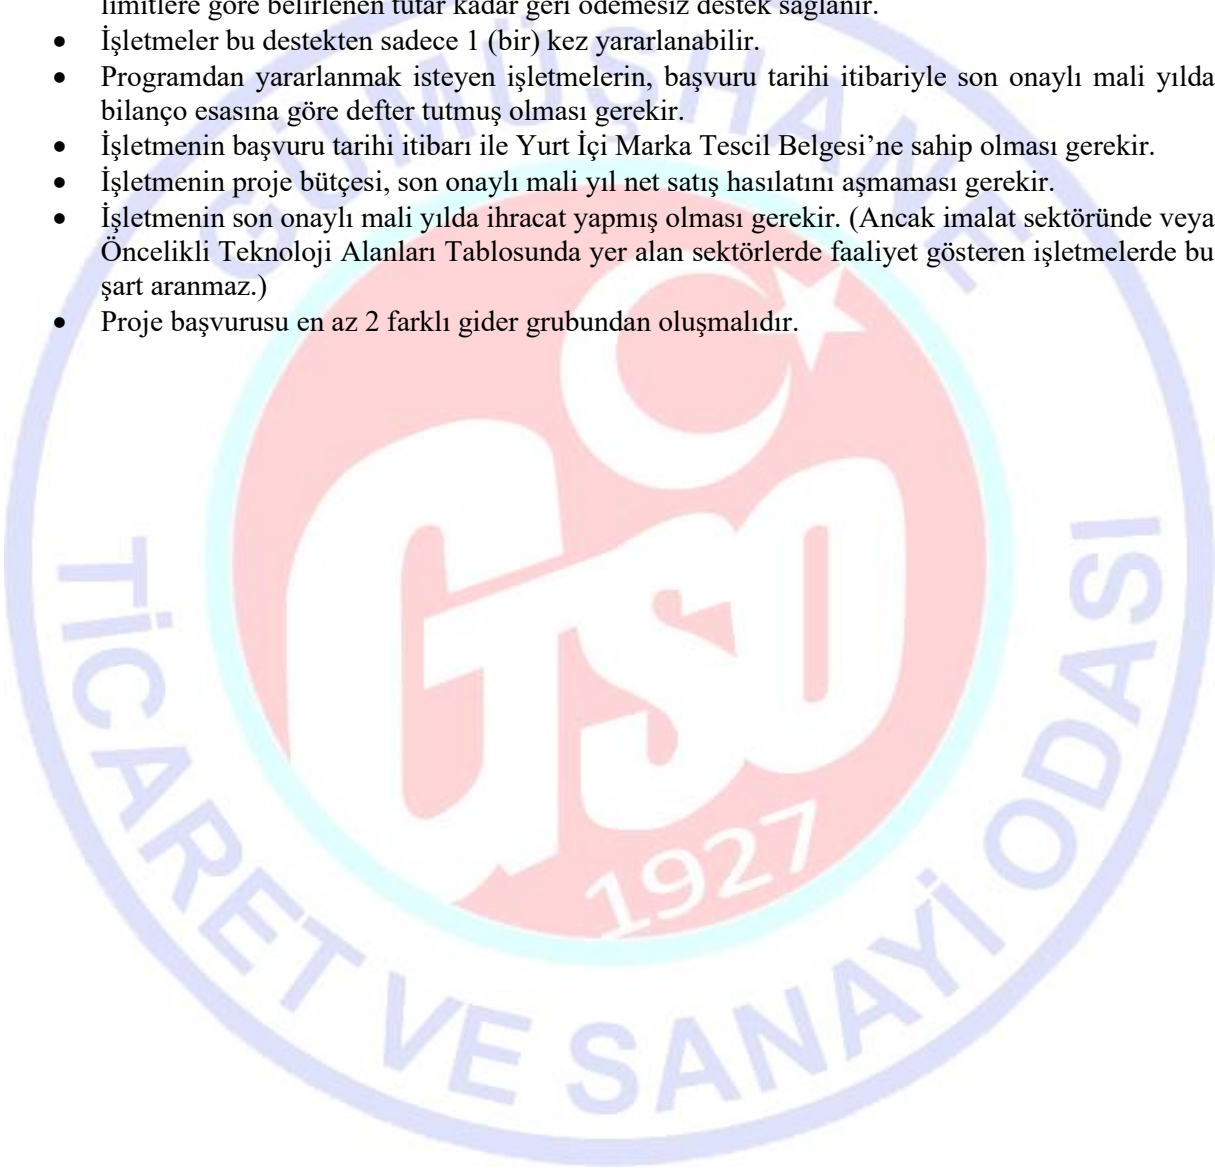 limitlere göre belirlenen tutar kadar geri ödemesiz destek sağlanır.
• İşletmeler bu destekten sadece 1 (bir) kez yararlanabilir.
• Programdan yararlanmak isteyen işletmelerin, başvuru tarihi itibariyle son onaylı mali yılda
bilanço esasına göre defter tutmuş olması gerekir.
• İşletmenin başvuru tarihi itibarı ile Yurt İçi Marka Tescil Belgesi’ne sahip olması gerekir.
• İşletmenin proje bütçesi, son onaylı mali yıl net satış hasılatını aşmaması gerekir.
• İşletmenin son onaylı mali yılda ihracat yapmış olması gerekir. (Ancak imalat sektöründe veya
Öncelikli Teknoloji Alanları Tablosunda yer alan sektörlerde faaliyet gösteren işletmelerde bu
şart aranmaz.)
• Proje başvurusu en az 2 farklı gider grubundan oluşmalıdır.
GÜMÜŞHANE
TİCARET VE SANAYİ ODASI
GTSO
1927